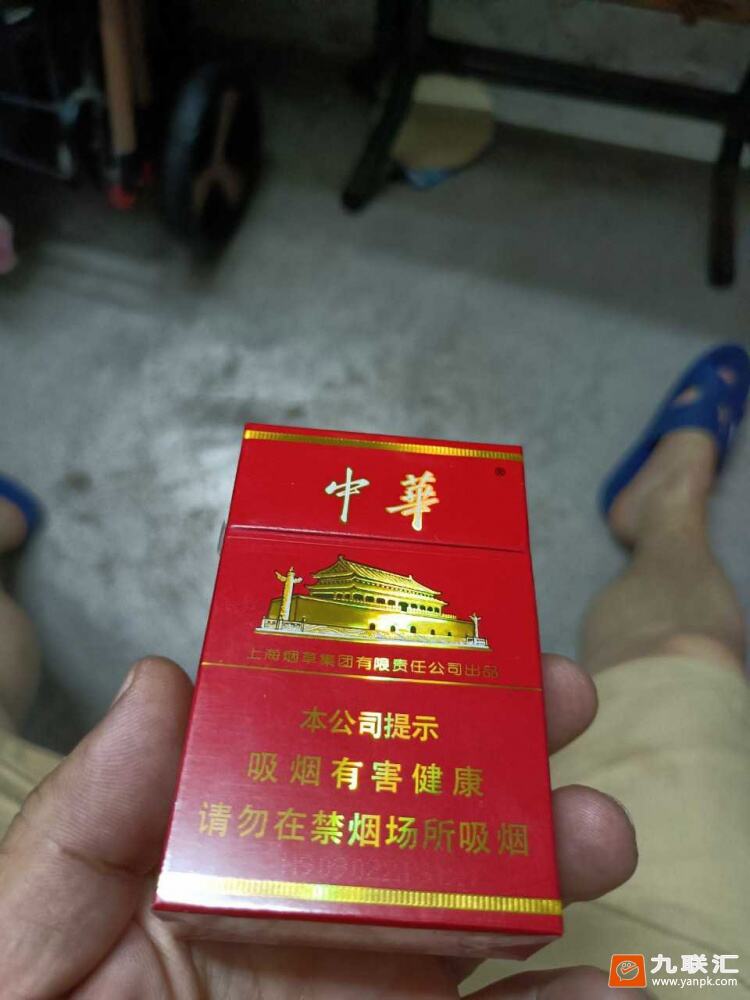 中華®
上海烟草集团有限责任公司出品
本公司提示
吸烟有害健康
请勿在禁烟场所吸烟
九联汇
www.yanpk.com